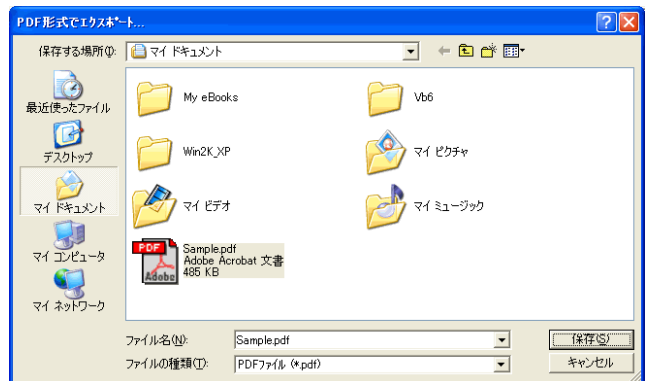 PDF形式でエクスポート...
保存する場所(I):
マイ ドキュメント
最近使ったファイル
デスクトップ
マイ ドキュメント
マイ コンピュータ
マイ ネットワーク
My eBooks
Vb6
Win2K_XP
マイ ピクチャ
マイ ビデオ
マイ ミュージック
PDF
Adobe
Sample.pdf
Adobe Acrobat 文書
485 KB
ファイル名(N):
Sample.pdf
保存(S)
ファイルの種類(T):
PDFファイル (*.pdf)
キャンセル